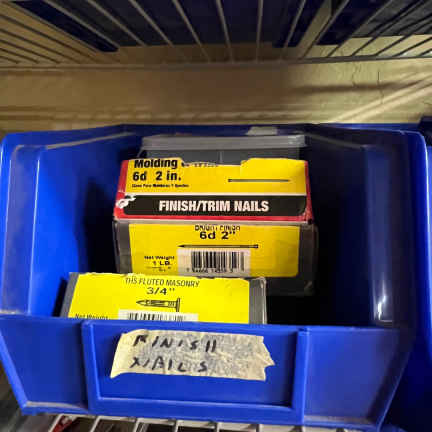 Molding
6d 2 in.
FINISH/TRIM NAILS
BRIGHT FINISH
6d 2"
Net Weight
1 LB.
THS FLUTED MASONRY
3/4"
Net Weight
FINISH
NAILS